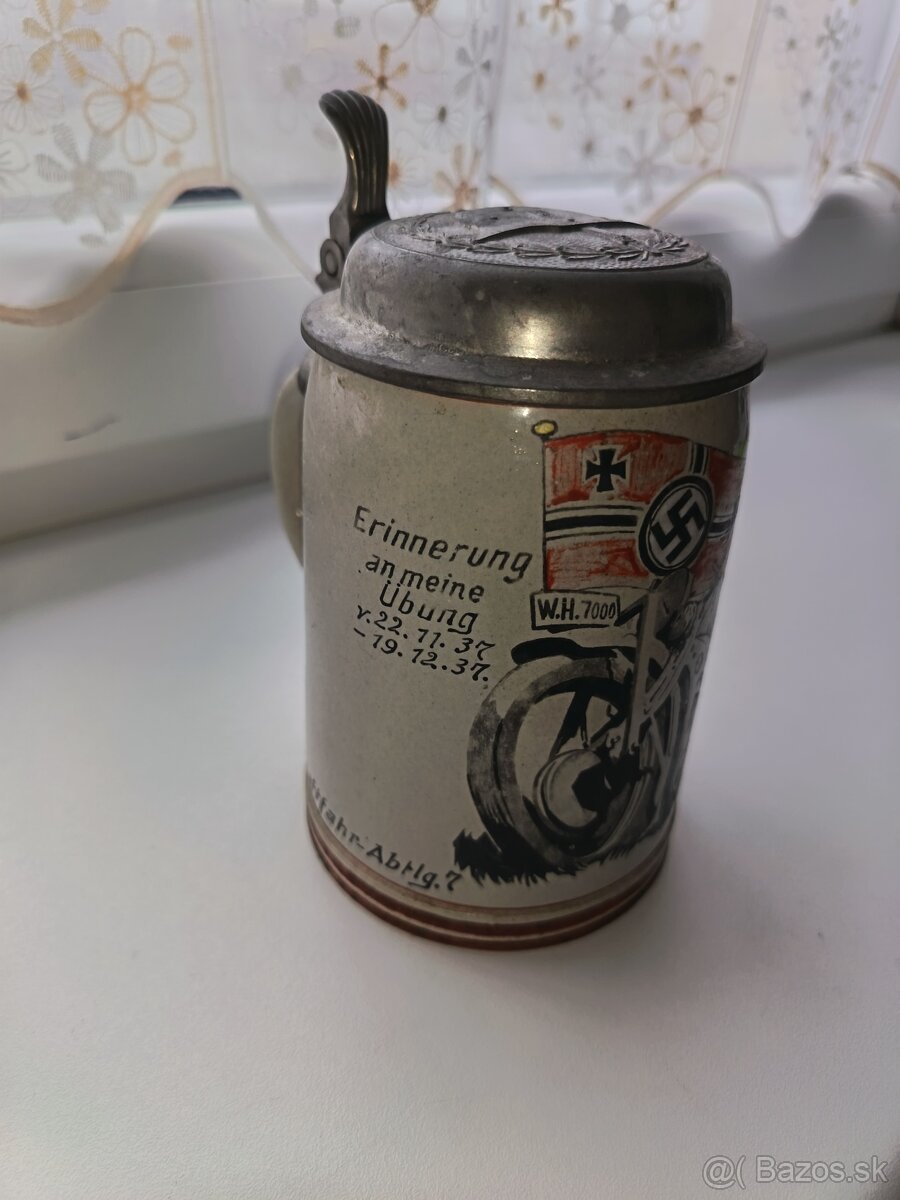 Erinnerung
an meine
Übung
v. 22. 11. 37
- 19. 12. 37.
W.H. 7000
fahr-Abtlg. 7
@( Bazos.sk